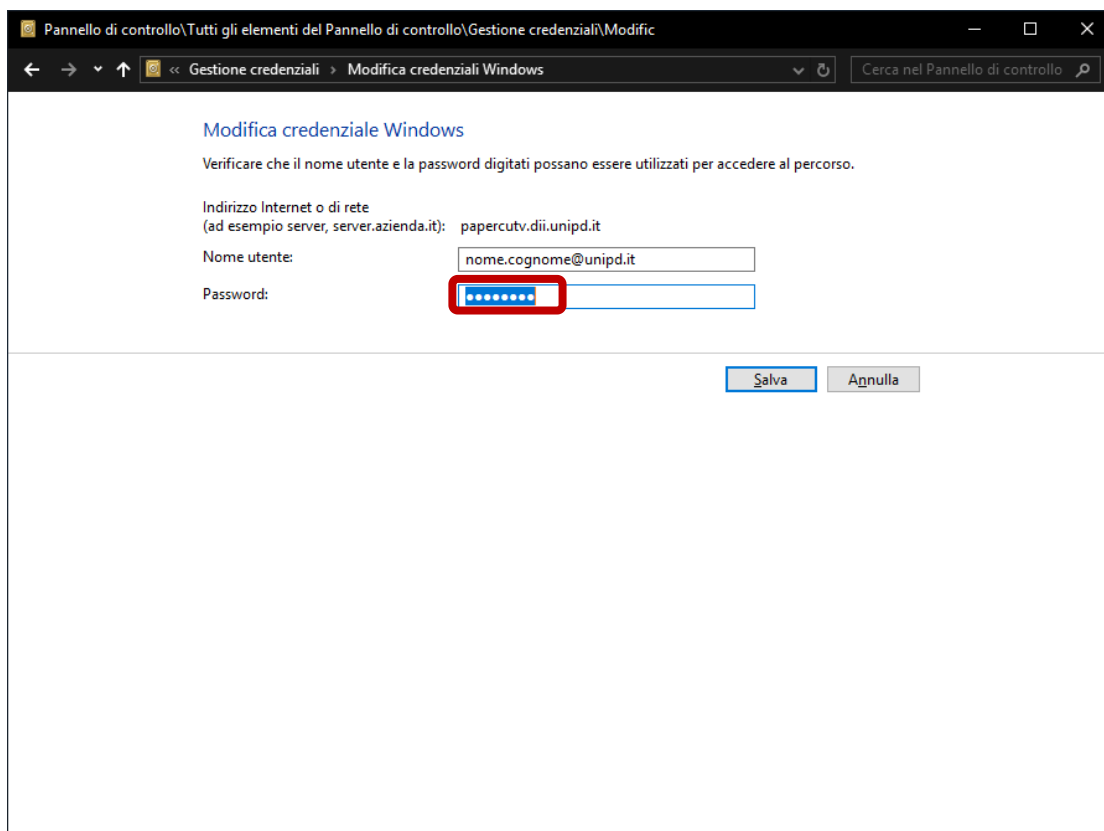 Pannello di controllo\Tutti gli elementi del Pannello di controllo\Gestione credenziali\Modific
« Gestione credenziali › Modifica credenziali Windows
Cerca nel Pannello di controllo
Modifica credenziale Windows
Verificare che il nome utente e la password digitati possano essere utilizzati per accedere al percorso.
Indirizzo Internet o di rete
(ad esempio server, server.azienda.it): papercutv.dii.unipd.it
Nome utente: nome.cognome@unipd.it
Password: ••••••••
Salva Annulla